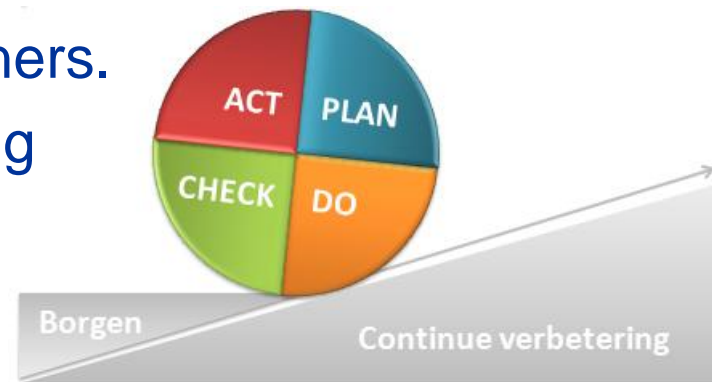 ners.
g
ACT PLAN
CHECK DO
Borgen
Continue verbetering